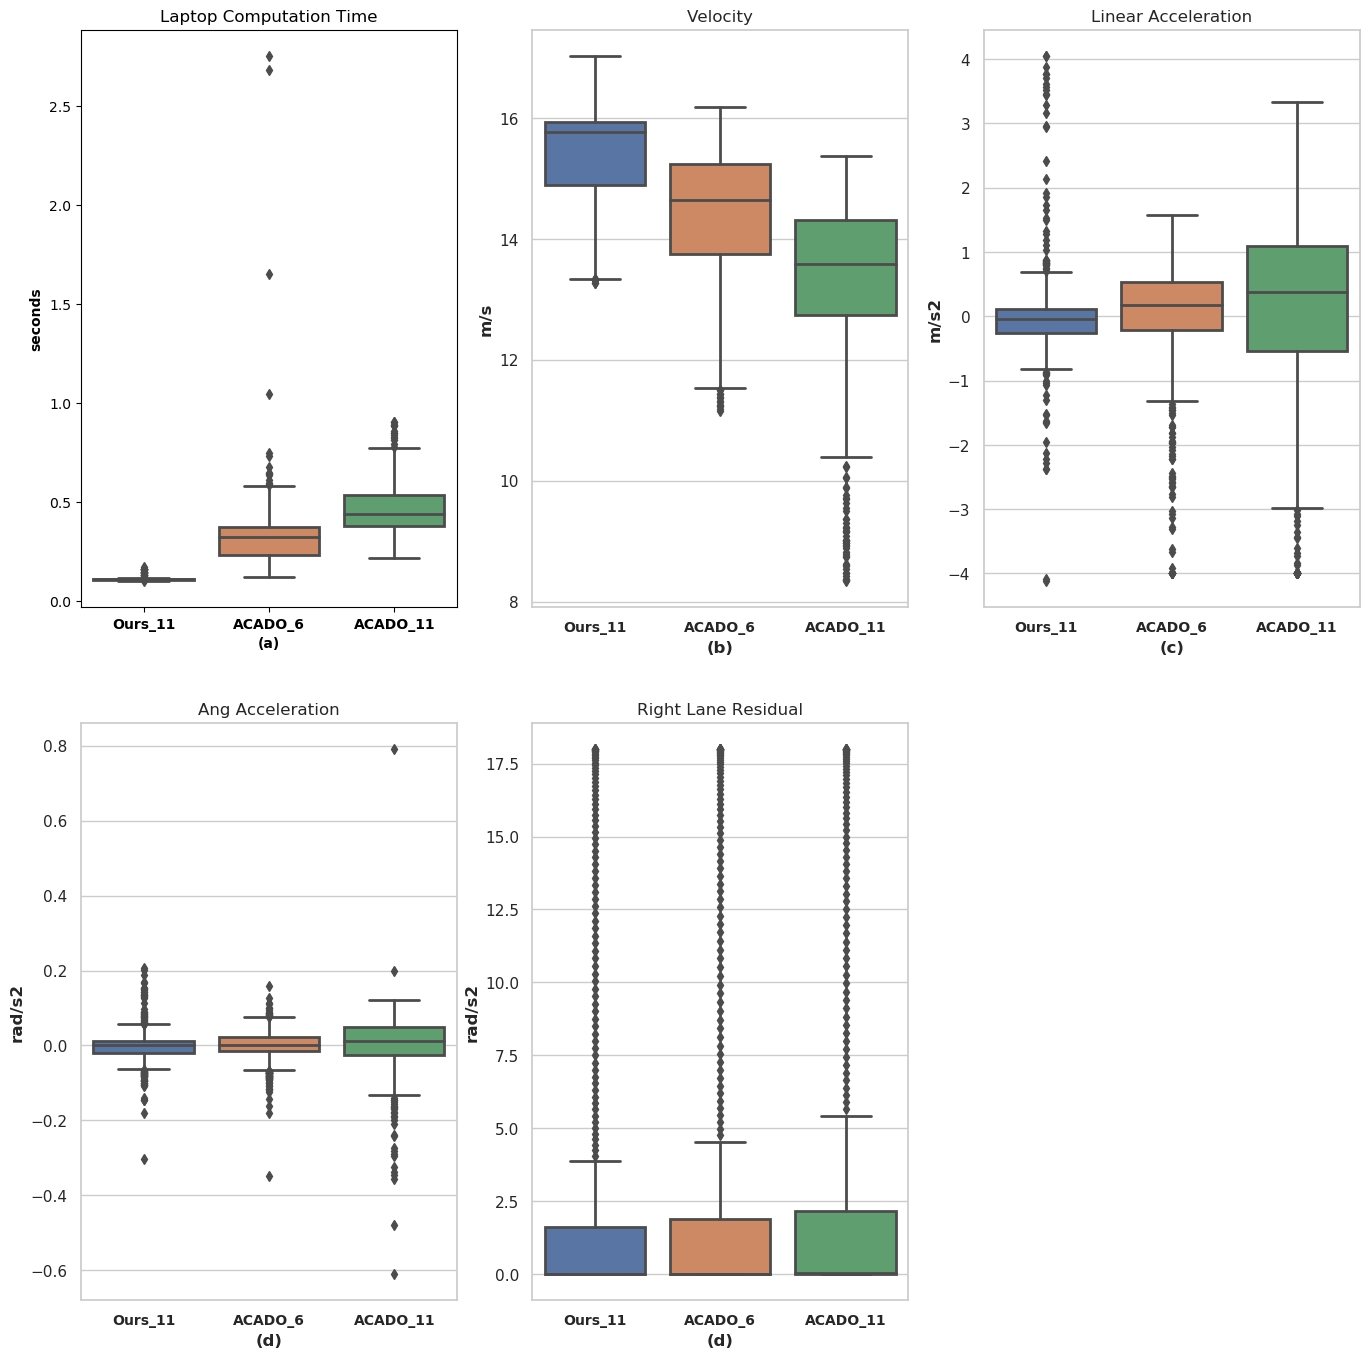 Laptop Computation Time
Velocity
Linear Acceleration
2.5
2.0
1.5
1.0
0.5
0.0
seconds
Ours_11
ACADO_6
ACADO_11
(a)
16
14
12
10
8
m/s
Ours_11
ACADO_6
ACADO_11
(b)
4
3
2
1
0
−1
−2
−3
−4
m/s2
Ours_11
ACADO_6
ACADO_11
(c)
Ang Acceleration
Right Lane Residual
0.8
0.6
0.4
0.2
0.0
−0.2
−0.4
−0.6
rad/s2
Ours_11
ACADO_6
ACADO_11
(d)
17.5
15.0
12.5
10.0
7.5
5.0
2.5
0.0
rad/s2
Ours_11
ACADO_6
ACADO_11
(d)